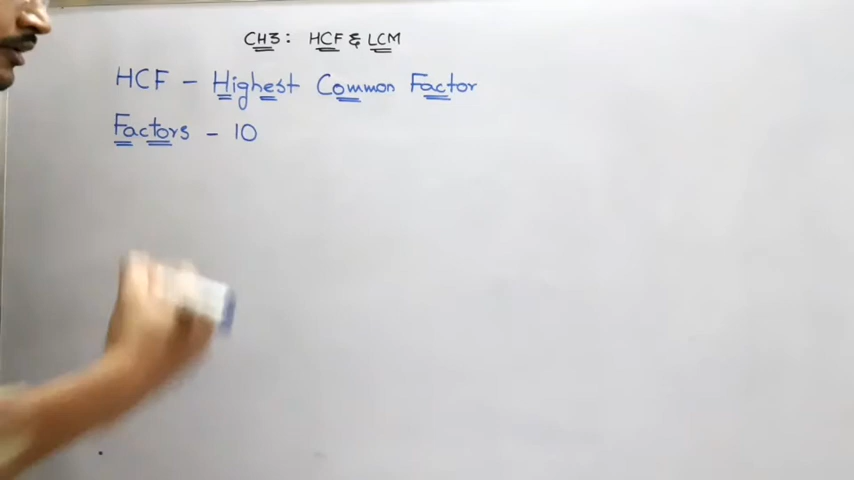 CH3: HCF & LCM
HCF - Highest Common Factor
Factors - 10